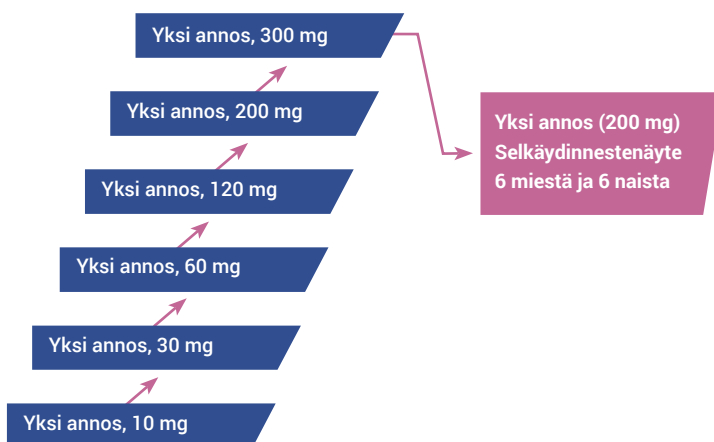 Yksi annos, 300 mg
Yksi annos, 200 mg
Yksi annos, 120 mg
Yksi annos, 60 mg
Yksi annos, 30 mg
Yksi annos, 10 mg
Yksi annos (200 mg)
Selkäydinnestenäyte
6 miestä ja 6 naista